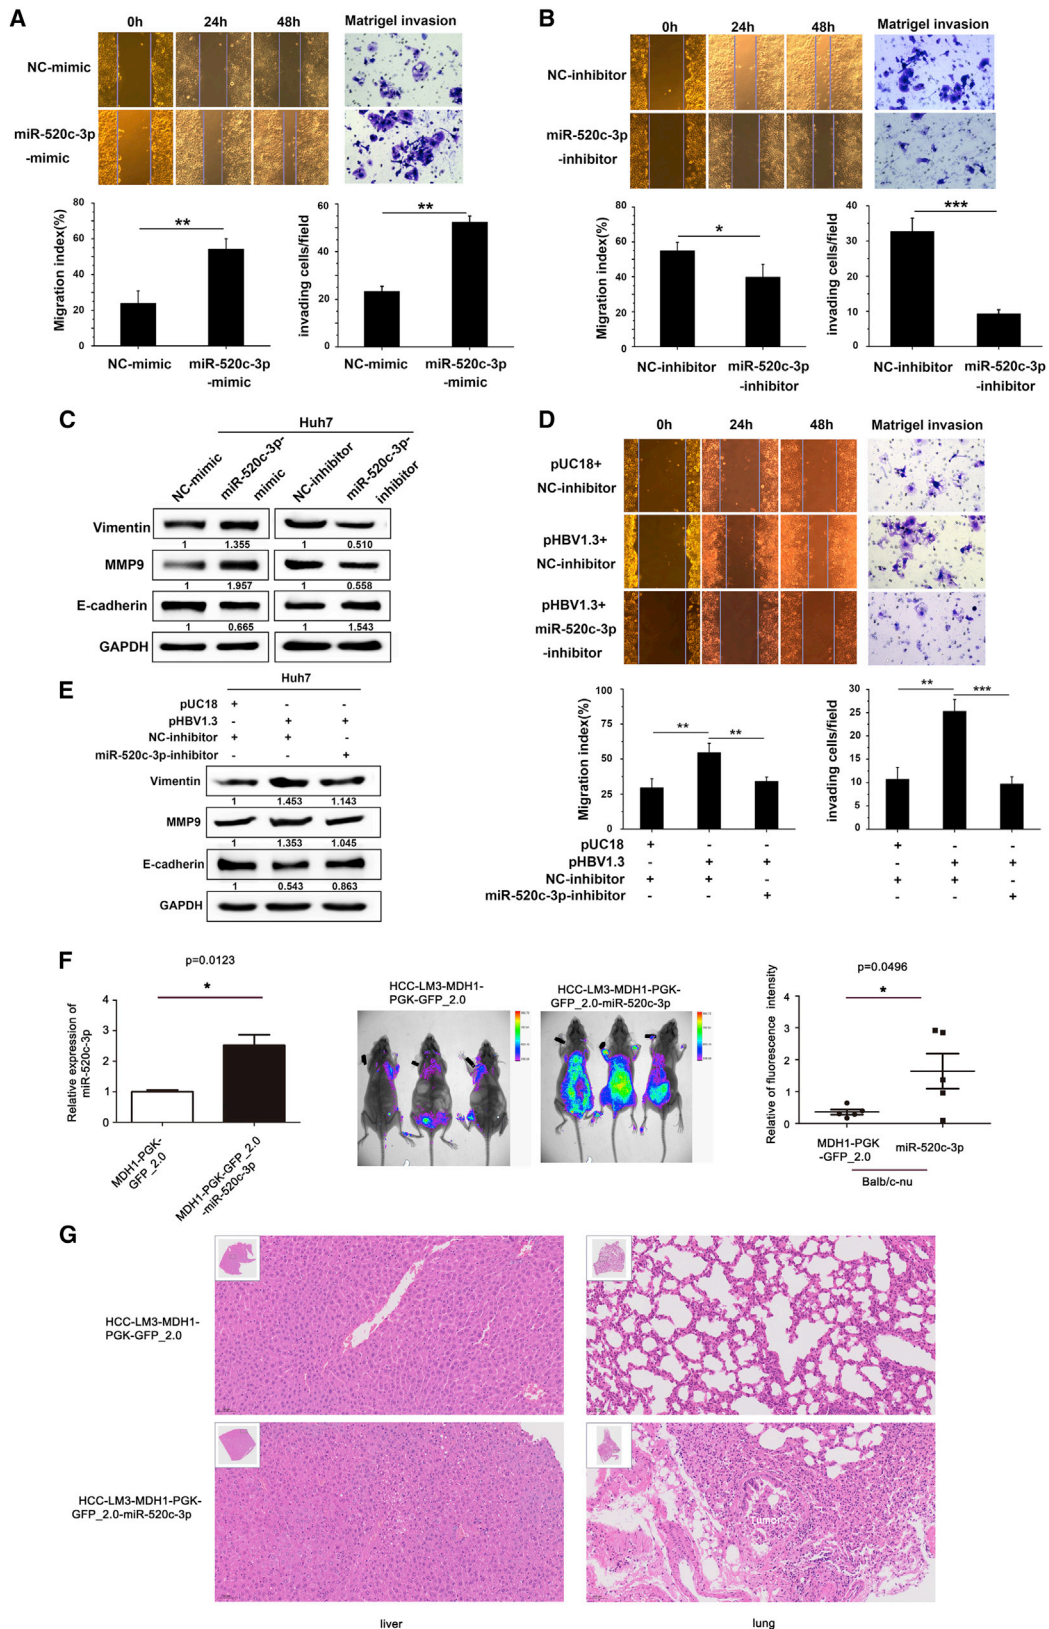 A
0h 24h 48h Matrigel invasion
NC-mimic
miR-520c-3p
-mimic
Migration index(%)
80
60
40
20
0
**
NC-mimic miR-520c-3p
-mimic
invading cells/field
60
40
20
0
**
NC-mimic miR-520c-3p
-mimic
B
0h 24h 48h Matrigel invasion
NC-inhibitor
miR-520c-3p
-inhibitor
Migration index(%)
80
60
40
20
0
*
NC-inhibitor miR-520c-3p
-inhibitor
invading cells/field
40
30
20
10
0
***
NC-inhibitor miR-520c-3p
-inhibitor
C
Huh7
NC-mimic
miR-520c-3p-
mimic
NC-inhibitor
miR-520c-3p-
inhibitor
Vimentin
1 1.355 1 0.510
MMP9
1 1.957 1 0.558
E-cadherin
1 0.665 1 1.543
GAPDH
D
0h 24h 48h Matrigel invasion
pUC18+
NC-inhibitor
pHBV1.3+
NC-inhibitor
pHBV1.3+
miR-520c-3p
-inhibitor
Migration index(%)
100
75
50
25
0
** **
pUC18 + - -
pHBV1.3 - + +
NC-inhibitor + + -
miR-520c-3p-inhibitor - - +
invading cells/field
30
25
20
15
10
5
0
** ***
+ - -
- + +
+ + -
- - +
E
Huh7
pUC18 + - -
pHBV1.3 - + +
NC-inhibitor + + -
miR-520c-3p-inhibitor - - +
Vimentin
1 1.453 1.143
MMP9
1 1.353 1.045
E-cadherin
1 0.543 0.863
GAPDH
F
p=0.0123
*
Relative expression of
miR-520c-3p
4
3
2
1
0
MDH1-PGK-
GFP_2.0
MDH1-PGK-GFP_2.0
-miR-520c-3p
HCC-LM3-MDH1-
PGK-GFP_2.0
HCC-LM3-MDH1-PGK-
GFP_2.0-miR-520c-3p
p=0.0496
*
Relative of fluorescence intensity
4
3
2
1
0
MDH1-PGK
-GFP_2.0
miR-520c-3p
Balb/c-nu
G
HCC-LM3-MDH1-
PGK-GFP_2.0
HCC-LM3-MDH1-PGK-
GFP_2.0-miR-520c-3p
Tumor
liver lung